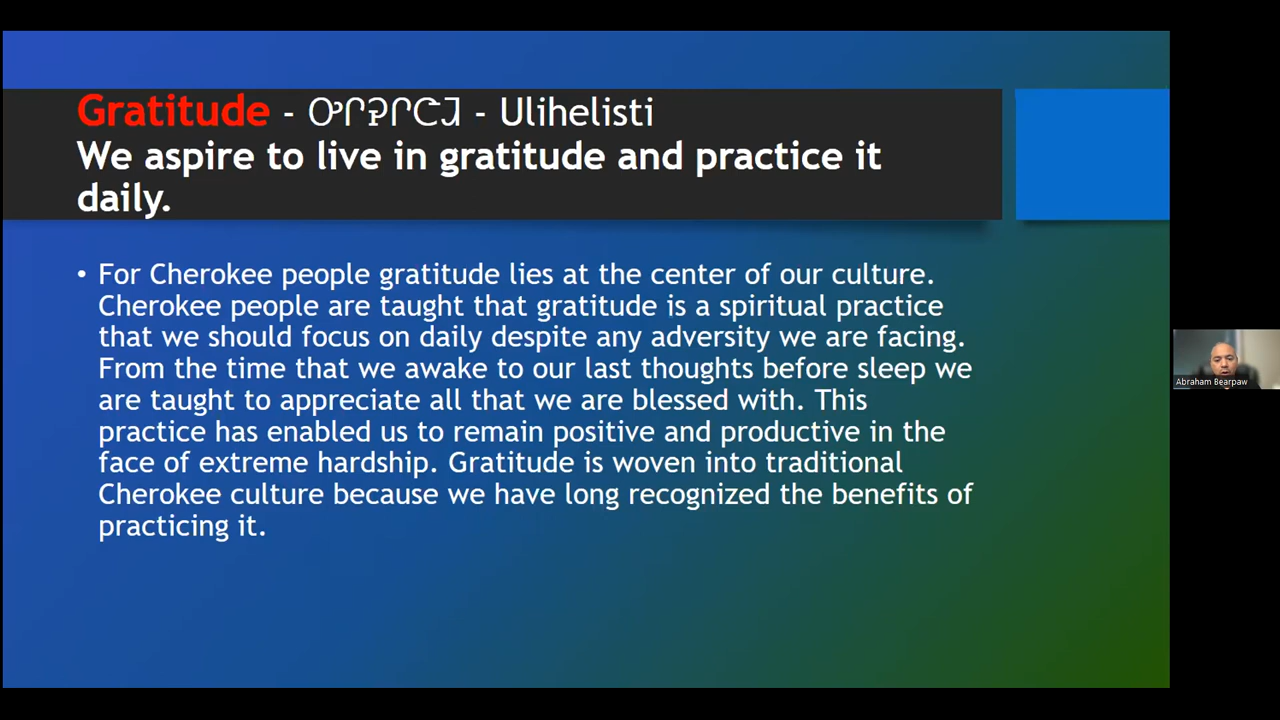 Gratitude - ᎤᎵᎮᎵᏍᏗ - Ulihelisti
We aspire to live in gratitude and practice it
daily.
• For Cherokee people gratitude lies at the center of our culture.
Cherokee people are taught that gratitude is a spiritual practice
that we should focus on daily despite any adversity we are facing.
From the time that we awake to our last thoughts before sleep we
are taught to appreciate all that we are blessed with. This
practice has enabled us to remain positive and productive in the
face of extreme hardship. Gratitude is woven into traditional
Cherokee culture because we have long recognized the benefits of
practicing it.
Abraham Bearpaw